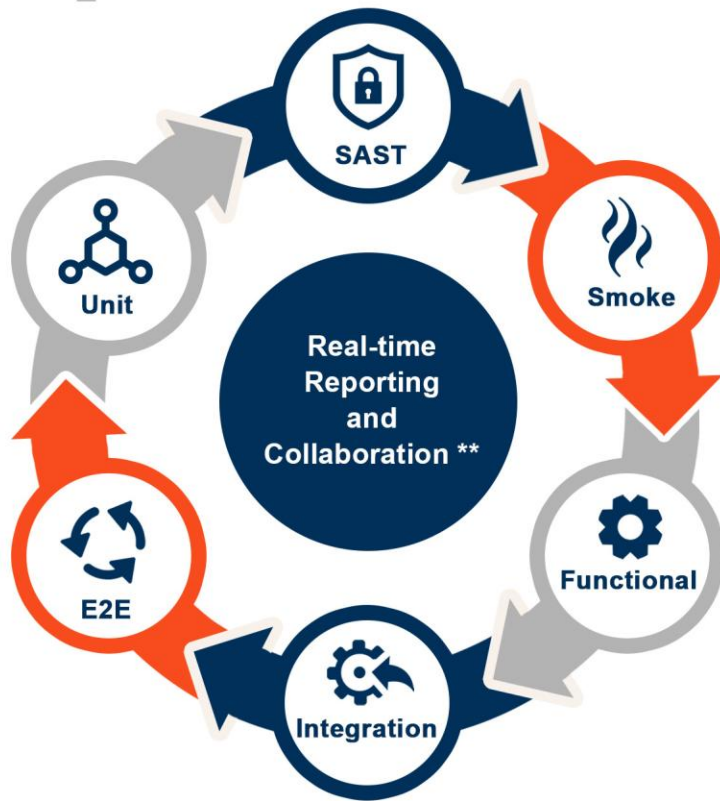 SAST
Smoke
Functional
Integration
E2E
Unit
Real-time
Reporting
and
Collaboration **